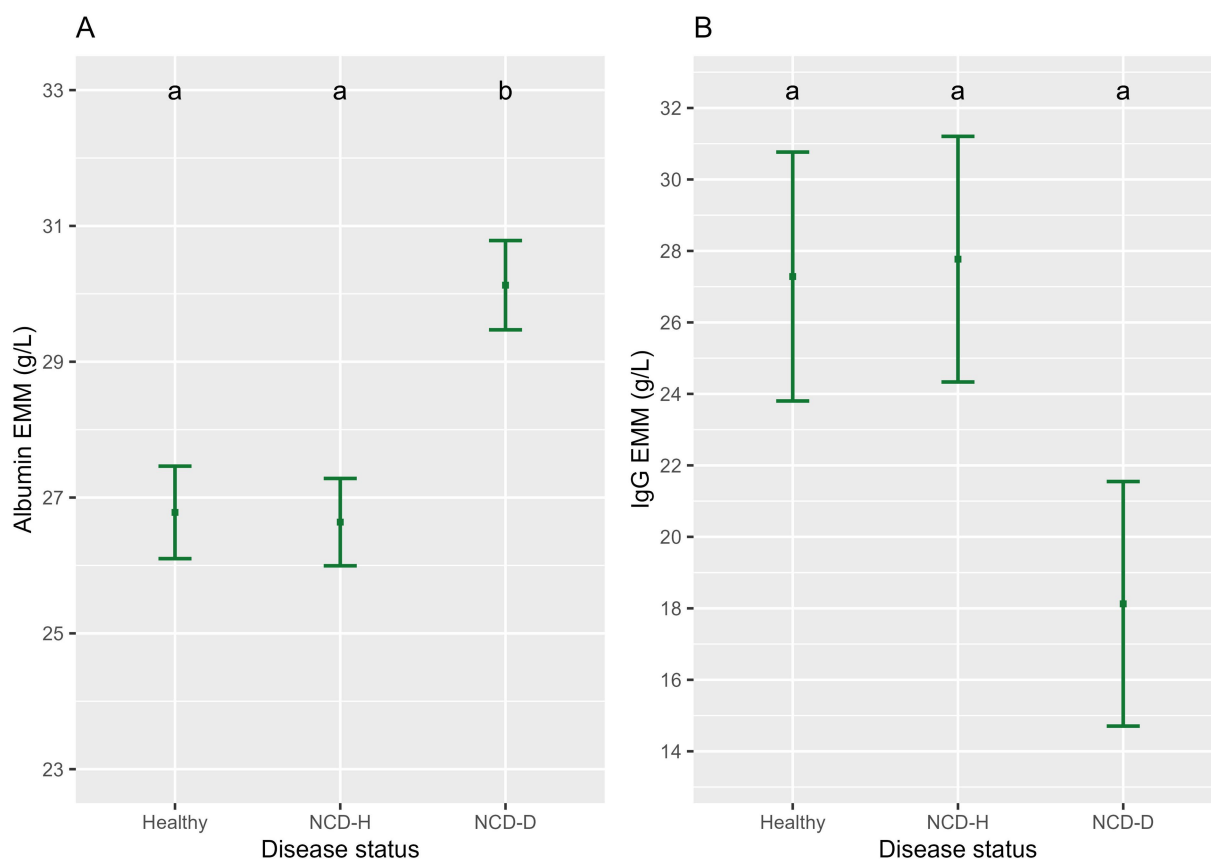 A
Albumin EMM (g/L)
33
31
29
27
25
23
a a b
Healthy NCD-H NCD-D
Disease status
B
IgG EMM (g/L)
32
30
28
26
24
22
20
18
16
14
a a a
Healthy NCD-H NCD-D
Disease status